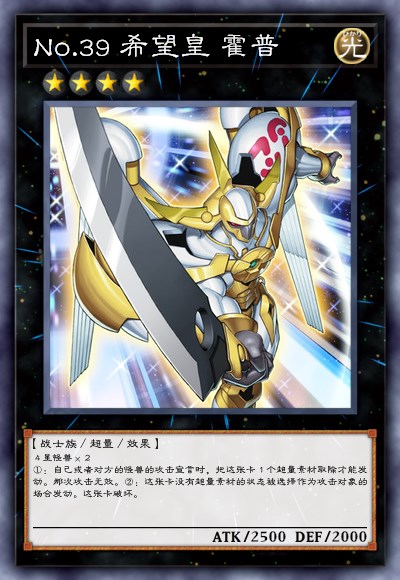 No.39 希望皇 霍普
光
【战士族／超量／效果】
4星怪兽×2
①：自己或者对方的怪兽的攻击宣言时，把这张卡1个超量素材取除才能发
动。那次攻击无效。②：这张卡没有超量素材的状态被选择作为攻击对象的
场合发动。这张卡破坏。
ATK/2500 DEF/2000